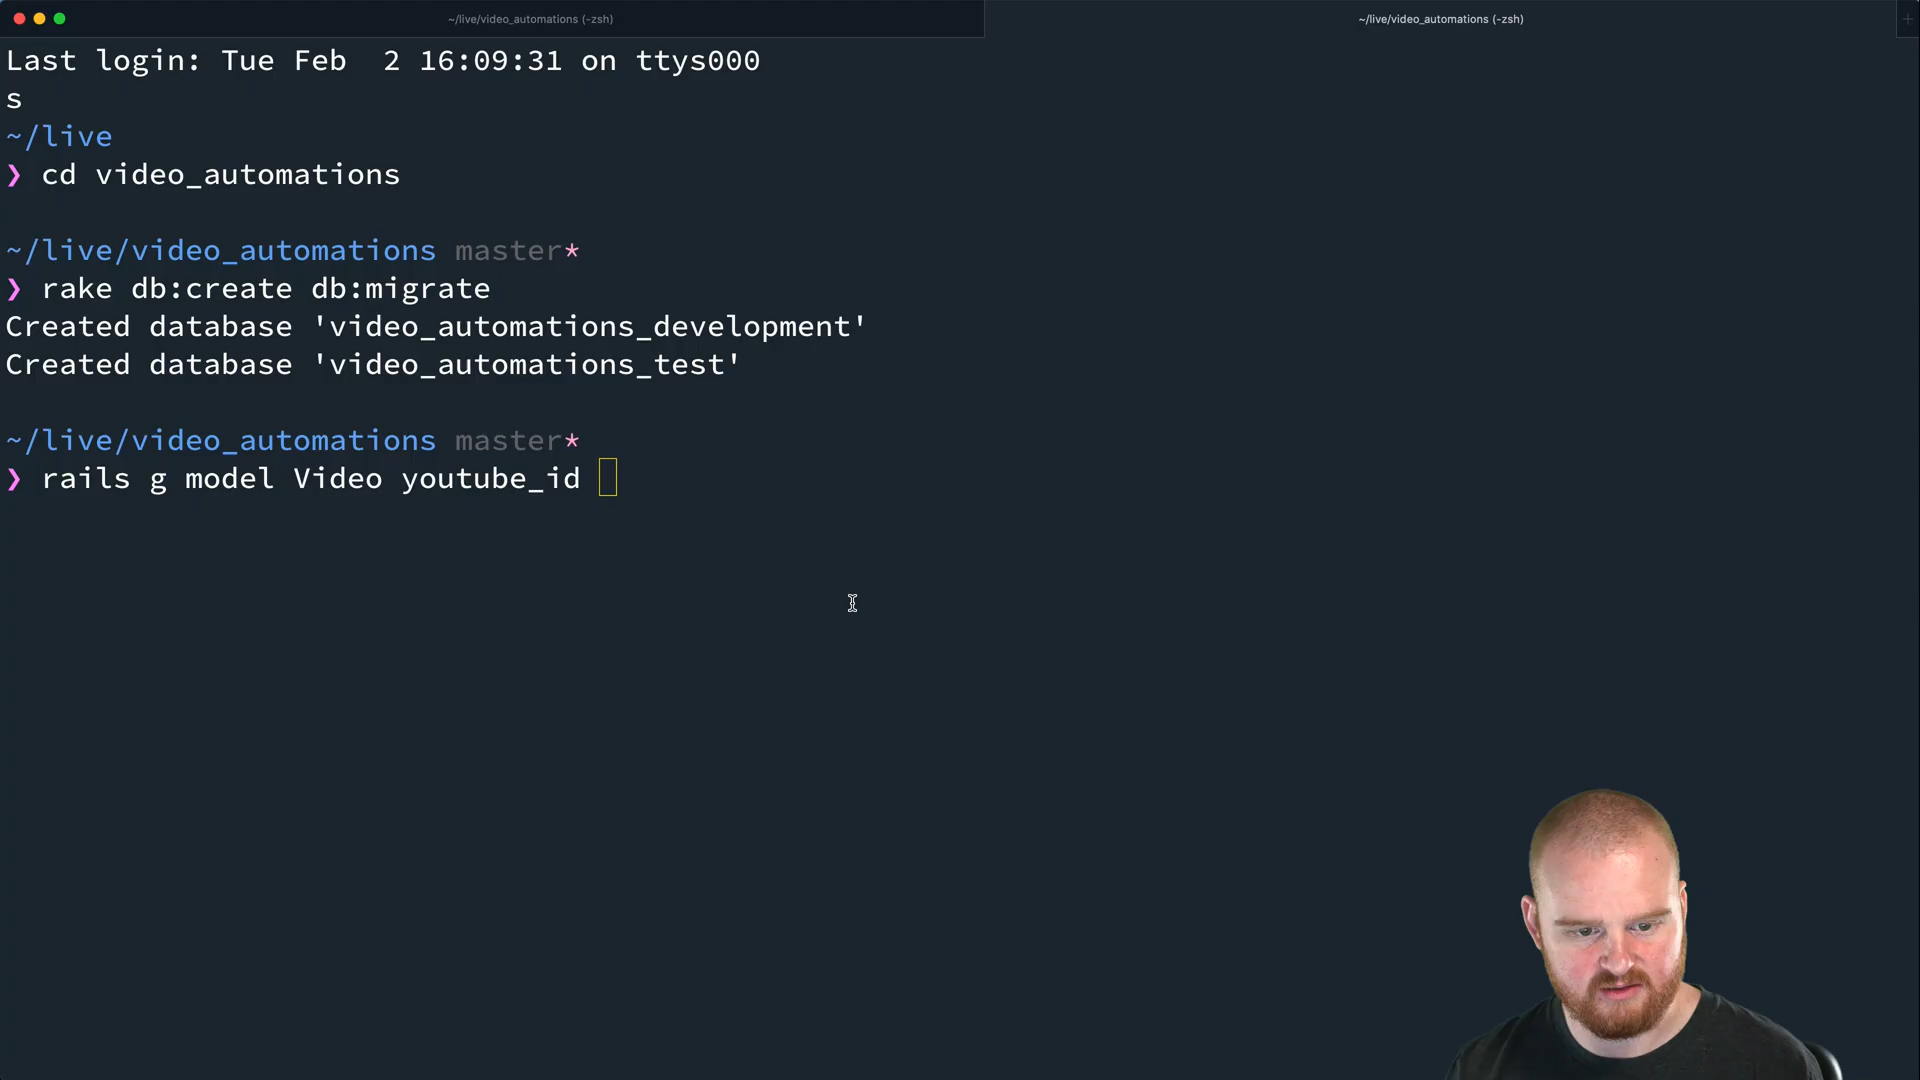 ~/live/video_automations (-zsh)
~/live/video_automations (-zsh)
Last login: Tue Feb  2 16:09:31 on ttys000
s
~/live
❯ cd video_automations
~/live/video_automations master*
❯ rake db:create db:migrate
Created database 'video_automations_development'
Created database 'video_automations_test'
~/live/video_automations master*
❯ rails g model Video youtube_id